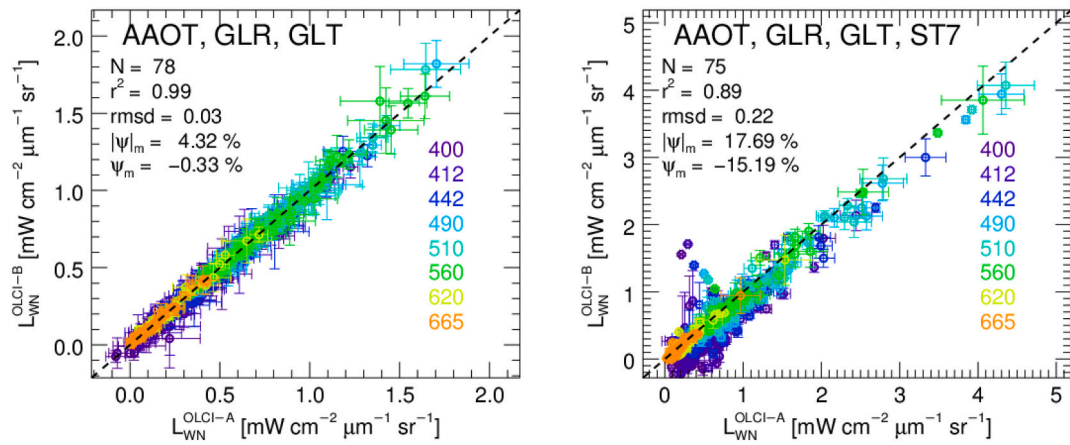 AAOT, GLR, GLT
N = 78
r² = 0.99
rmsd = 0.03
|ψ|ₘ = 4.32 %
ψₘ = −0.33 %
400
412
442
490
510
560
620
665
2.0
1.5
1.0
0.5
0.0
L_WN^OLCI−B [mW cm⁻² μm⁻¹ sr⁻¹]
0.0 0.5 1.0 1.5 2.0
L_WN^OLCI−A [mW cm⁻² μm⁻¹ sr⁻¹]
AAOT, GLR, GLT, ST7
N = 75
r² = 0.89
rmsd = 0.22
|ψ|ₘ = 17.69 %
ψₘ = −15.19 %
400
412
442
490
510
560
620
665
5
4
3
2
1
0
L_WN^OLCI−B [mW cm⁻² μm⁻¹ sr⁻¹]
0 1 2 3 4 5
L_WN^OLCI−A [mW cm⁻² μm⁻¹ sr⁻¹]